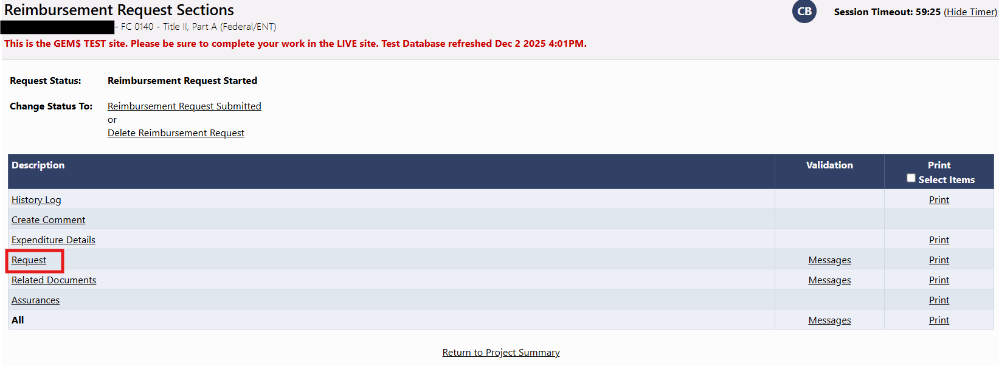 Reimbursement Request Sections
CB
Session Timeout: 59:25 (Hide Timer)
- FC 0140 - Title II, Part A (Federal/ENT)
This is the GEM$ TEST site. Please be sure to complete your work in the LIVE site. Test Database refreshed Dec 2 2025 4:01PM.
Request Status: Reimbursement Request Started
Change Status To: Reimbursement Request Submitted
or
Delete Reimbursement Request
Description Validation Print
Select Items
History Log Print
Create Comment
Expenditure Details Print
Request Messages Print
Related Documents Messages Print
Assurances Print
All Messages Print
Return to Project Summary